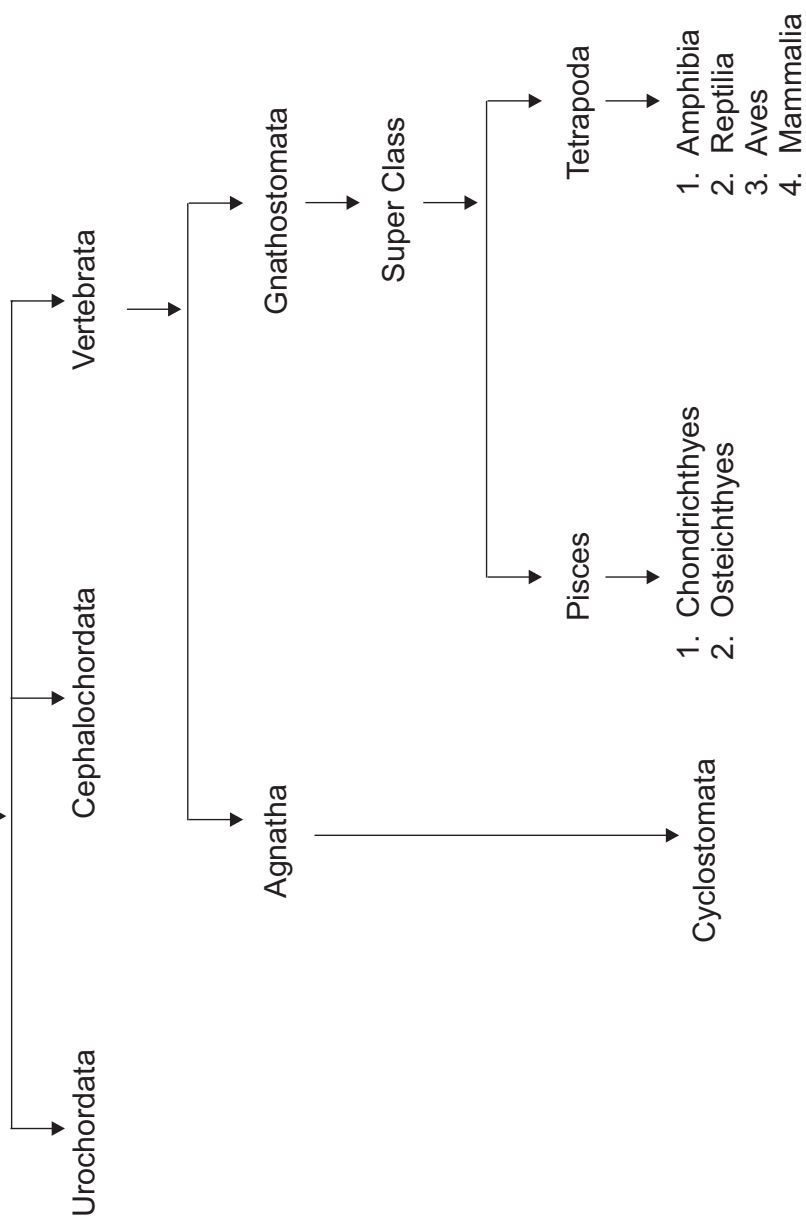 Urochordata
Cephalochordata
Vertebrata
Agnatha
Gnathostomata
Super Class
Cyclostomata
Pisces
Tetrapoda
1. Chondrichthyes
2. Osteichthyes
1. Amphibia
2. Reptilia
3. Aves
4. Mammalia